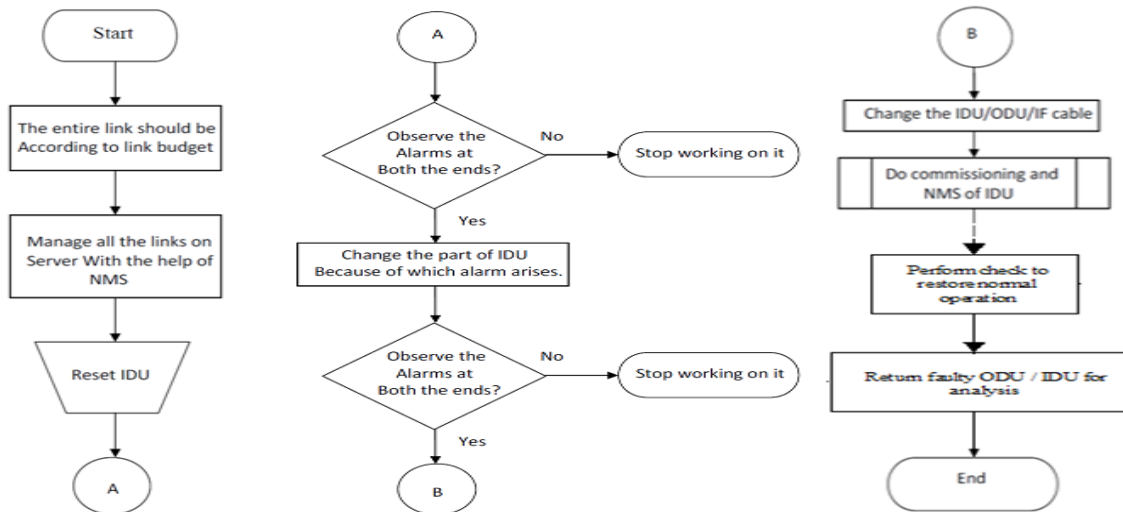 Start
The entire link should be
According to link budget
Manage all the links on
Server With the help of
NMS
Reset IDU
A
A
Observe the
Alarms at
Both the ends?
No
Stop working on it
Yes
Change the part of IDU
Because of which alarm arises.
Observe the
Alarms at
Both the ends?
No
Stop working on it
Yes
B
B
Change the IDU/ODU/IF cable
Do commissioning and
NMS of IDU
Perform check to
restore normal
operation
Return faulty ODU / IDU for
analysis
End